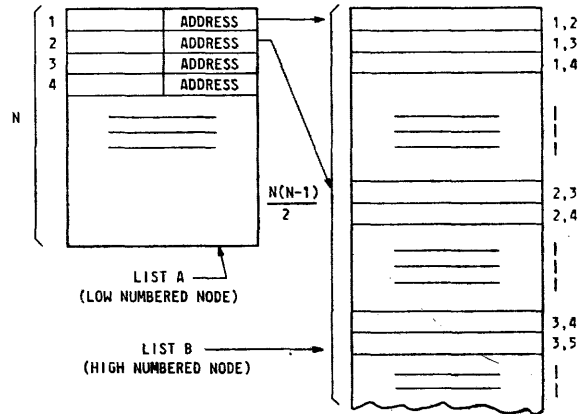 1 ADDRESS
2 ADDRESS
3 ADDRESS
4 ADDRESS
N
LIST A
(LOW NUMBERED NODE)
N(N-1)
2
LIST B
(HIGH NUMBERED NODE)
1,2
1,3
1,4
2,3
2,4
3,4
3,5